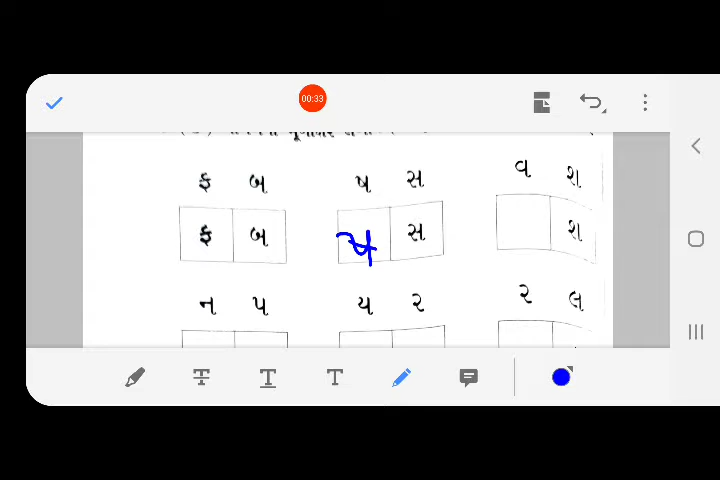 00:33
ફ બ ષ સ વ શ
ફ બ ષ સ શ
ન પ ય ર ર લ
T T T